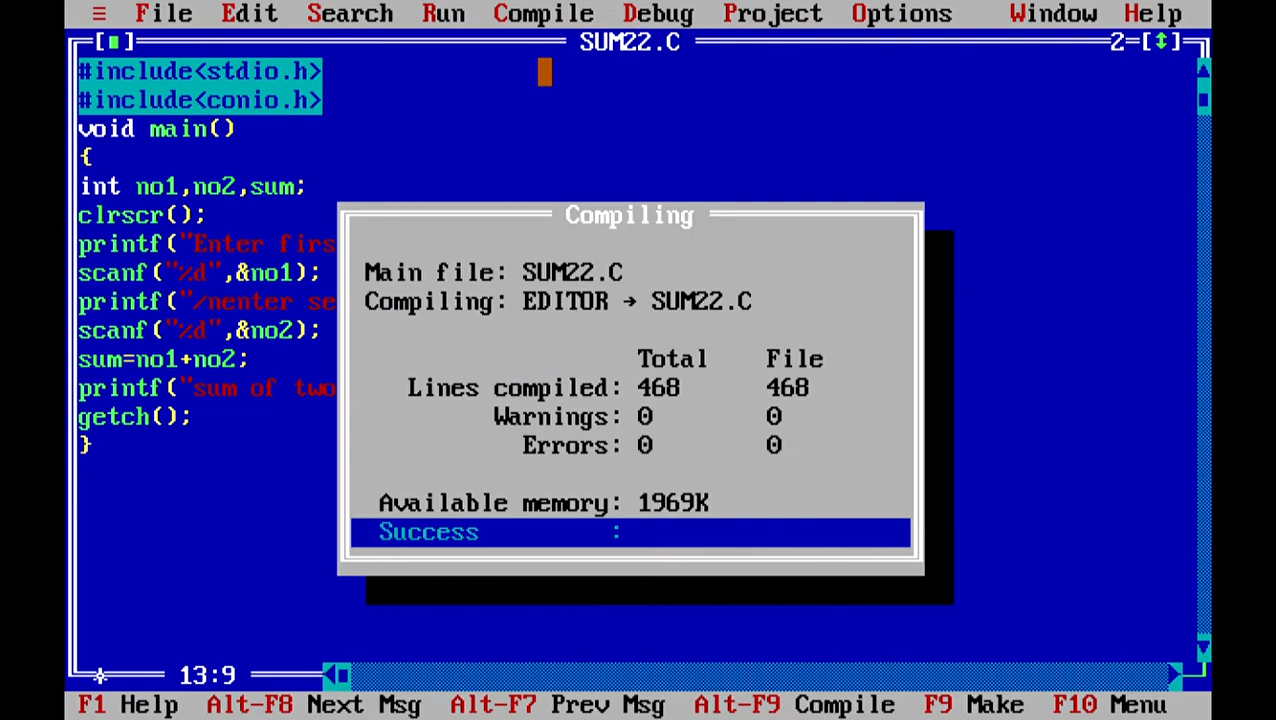 ≡ File Edit Search Run Compile Debug Project Options Window Help
[■] SUM22.C 2=[↕]
#include<stdio.h>
#include<conio.h>
void main()
{
int no1,no2,sum;
clrscr();
printf("Enter firs
scanf("%d",&no1);
printf("/nenter se
scanf("%d",&no2);
sum=no1+no2;
printf("sum of two
getch();
}
Compiling
Main file: SUM22.C
Compiling: EDITOR → SUM22.C
Total File
Lines compiled: 468 468
Warnings: 0 0
Errors: 0 0
Available memory: 1969K
Success :
13:9
F1 Help Alt-F8 Next Msg Alt-F7 Prev Msg Alt-F9 Compile F9 Make F10 Menu